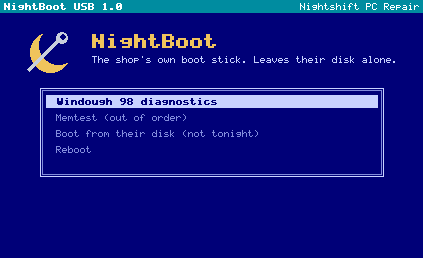 NightBoot USB 1.0
Nightshift PC Repair
NightBoot
The shop's own boot stick. Leaves their disk alone.
Windough 98 diagnostics
Memtest (out of order)
Boot from their disk (not tonight)
Reboot